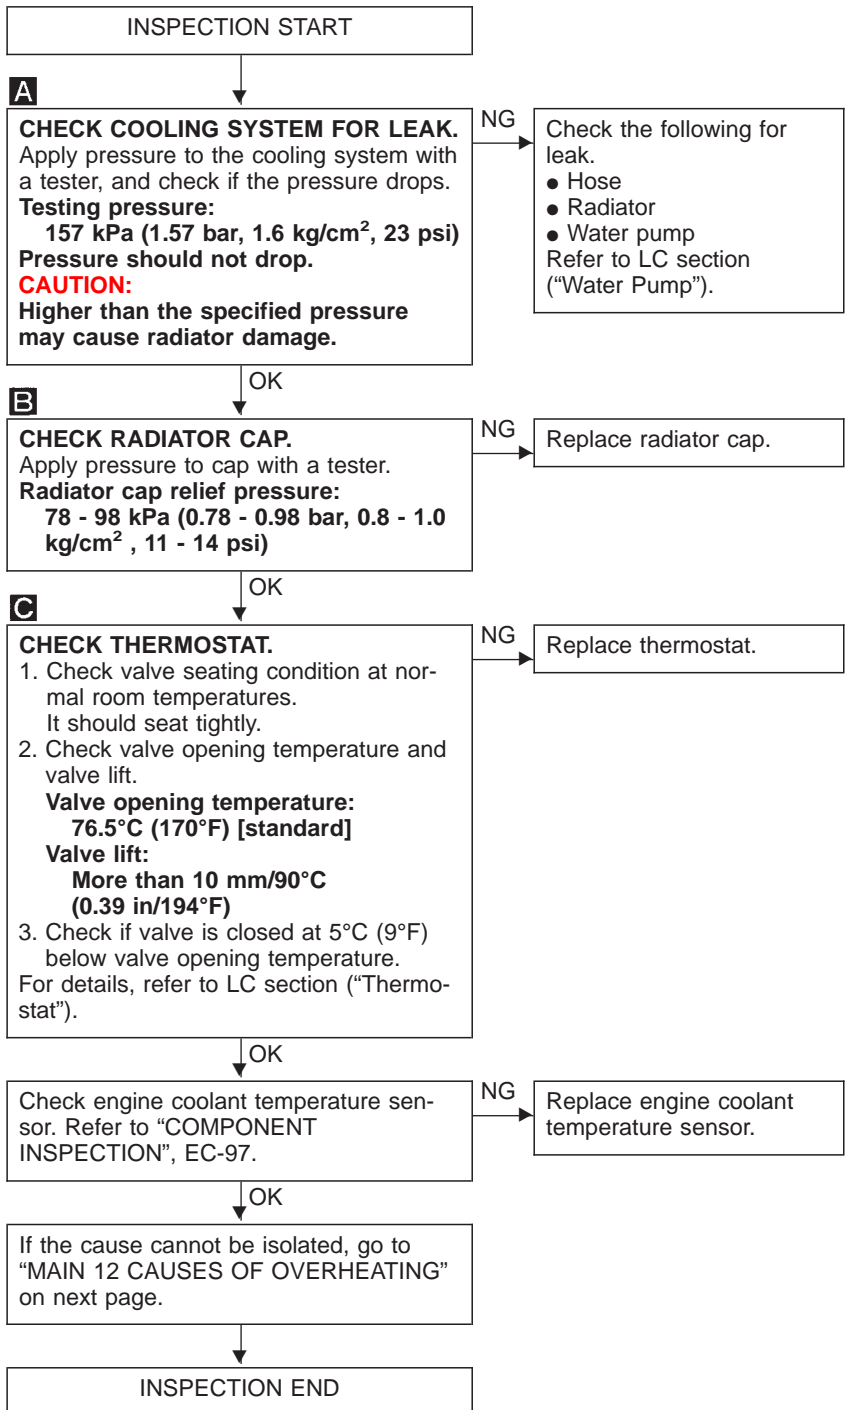 INSPECTION START
A
CHECK COOLING SYSTEM FOR LEAK.
Apply pressure to the cooling system with
a tester, and check if the pressure drops.
Testing pressure:
157 kPa (1.57 bar, 1.6 kg/cm², 23 psi)
Pressure should not drop.
CAUTION:
Higher than the specified pressure
may cause radiator damage.
NG
Check the following for
leak.
● Hose
● Radiator
● Water pump
Refer to LC section
(“Water Pump”).
OK
B
CHECK RADIATOR CAP.
Apply pressure to cap with a tester.
Radiator cap relief pressure:
78 - 98 kPa (0.78 - 0.98 bar, 0.8 - 1.0
kg/cm² , 11 - 14 psi)
NG
Replace radiator cap.
OK
C
CHECK THERMOSTAT.
1. Check valve seating condition at nor-
mal room temperatures.
It should seat tightly.
2. Check valve opening temperature and
valve lift.
Valve opening temperature:
76.5°C (170°F) [standard]
Valve lift:
More than 10 mm/90°C
(0.39 in/194°F)
3. Check if valve is closed at 5°C (9°F)
below valve opening temperature.
For details, refer to LC section (“Thermo-
stat”).
NG
Replace thermostat.
OK
Check engine coolant temperature sen-
sor. Refer to “COMPONENT
INSPECTION”, EC-97.
NG
Replace engine coolant
temperature sensor.
OK
If the cause cannot be isolated, go to
“MAIN 12 CAUSES OF OVERHEATING”
on next page.
INSPECTION END